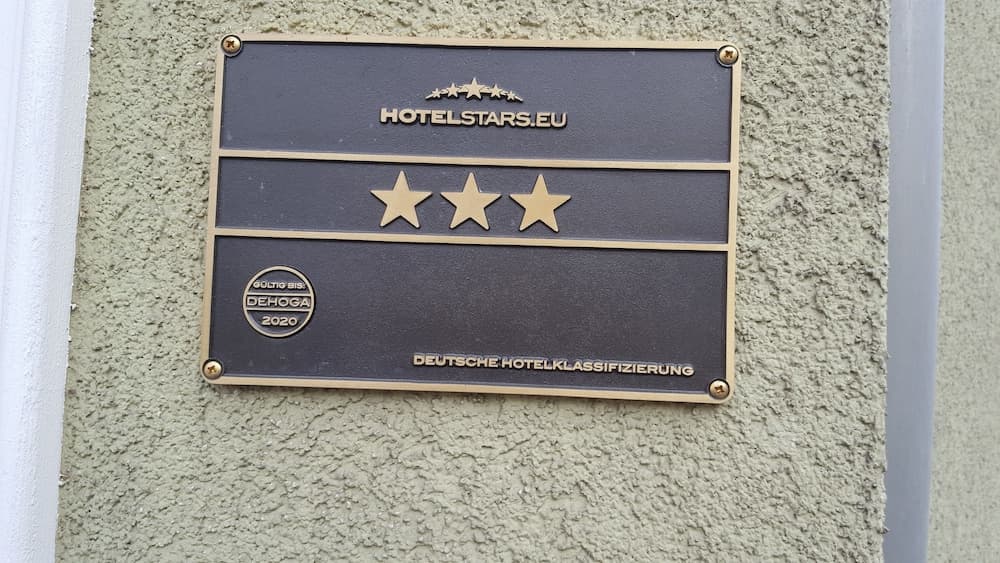 HOTELSTARS.EU
GÜLTIG BIS:
DEHOGA
2020
DEUTSCHE HOTELKLASSIFIZIERUNG